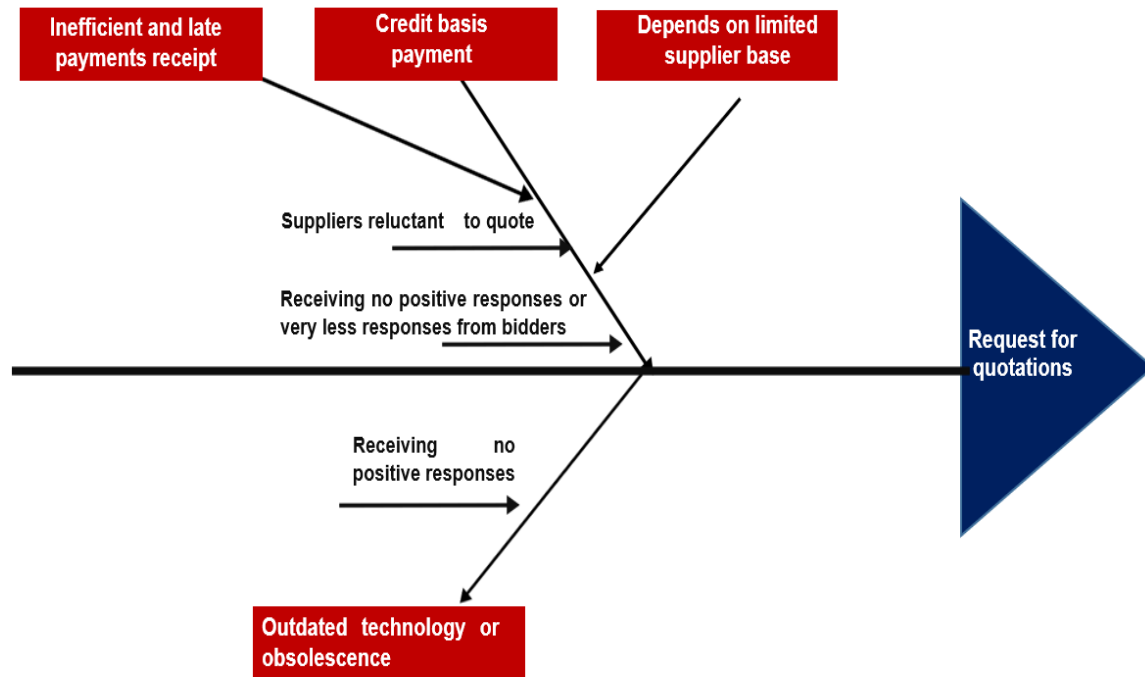 Inefficient and late
payments receipt
Credit basis
payment
Depends on limited
supplier base
Suppliers reluctant to quote
Receiving no positive responses or
very less responses from bidders
Request for
quotations
Receiving no
positive responses
Outdated technology or
obsolescence